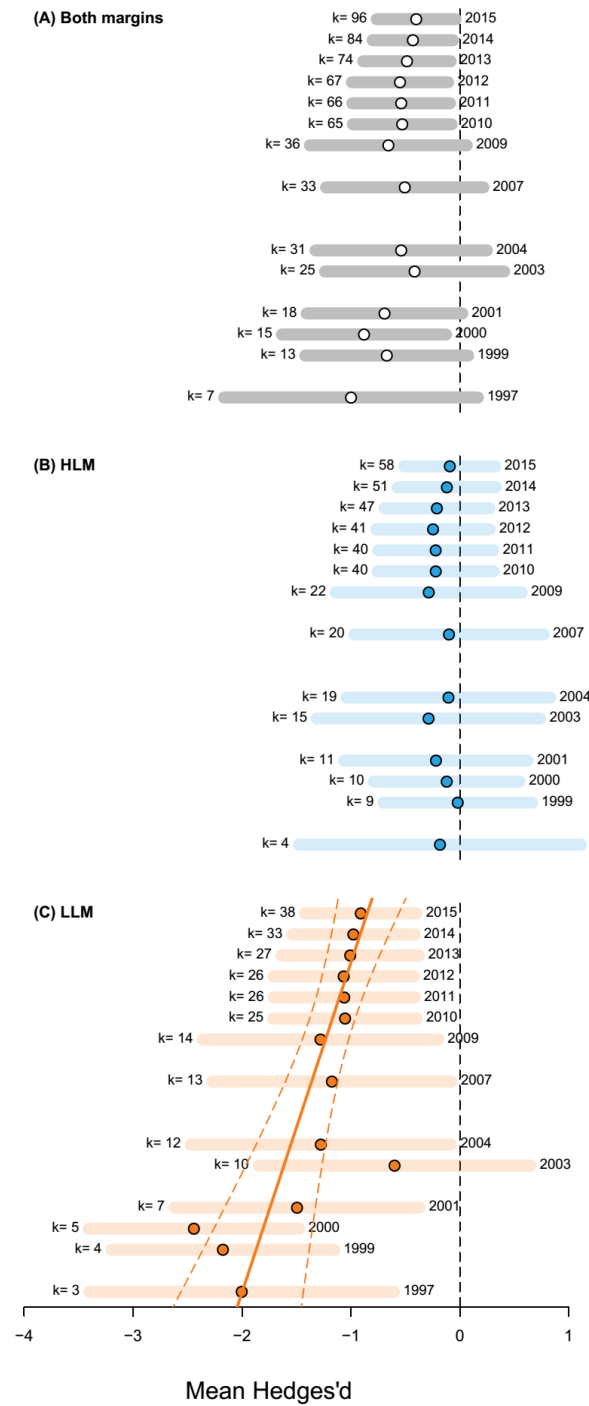 (A) Both margins
k= 96 2015
k= 84 2014
k= 74 2013
k= 67 2012
k= 66 2011
k= 65 2010
k= 36 2009
k= 33 2007
k= 31 2004
k= 25 2003
k= 18 2001
k= 15 2000
k= 13 1999
k= 7 1997
(B) HLM
k= 58 2015
k= 51 2014
k= 47 2013
k= 41 2012
k= 40 2011
k= 40 2010
k= 22 2009
k= 20 2007
k= 19 2004
k= 15 2003
k= 11 2001
k= 10 2000
k= 9 1999
k= 4
(C) LLM
k= 38 2015
k= 33 2014
k= 27 2013
k= 26 2012
k= 26 2011
k= 25 2010
k= 14 2009
k= 13 2007
k= 12 2004
k= 10 2003
k= 7 2001
k= 5 2000
k= 4 1999
k= 3 1997
−4 −3 −2 −1 0 1
Mean Hedges'd